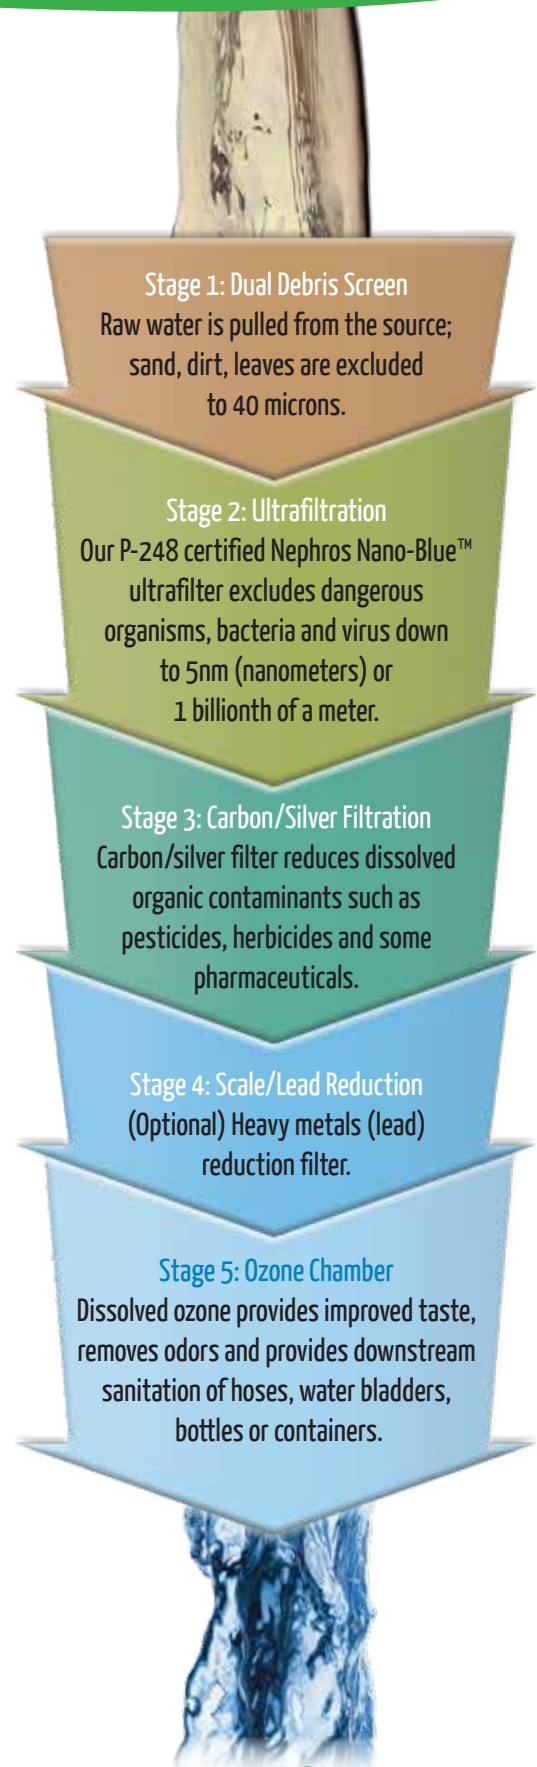 Stage 1: Dual Debris Screen
Raw water is pulled from the source;
sand, dirt, leaves are excluded
to 40 microns.
Stage 2: Ultrafiltration
Our P-248 certified Nephros Nano-Blue™
ultrafilter excludes dangerous
organisms, bacteria and virus down
to 5nm (nanometers) or
1 billionth of a meter.
Stage 3: Carbon/Silver Filtration
Carbon/silver filter reduces dissolved
organic contaminants such as
pesticides, herbicides and some
pharmaceuticals.
Stage 4: Scale/Lead Reduction
(Optional) Heavy metals (lead)
reduction filter.
Stage 5: Ozone Chamber
Dissolved ozone provides improved taste,
removes odors and provides downstream
sanitation of hoses, water bladders,
bottles or containers.